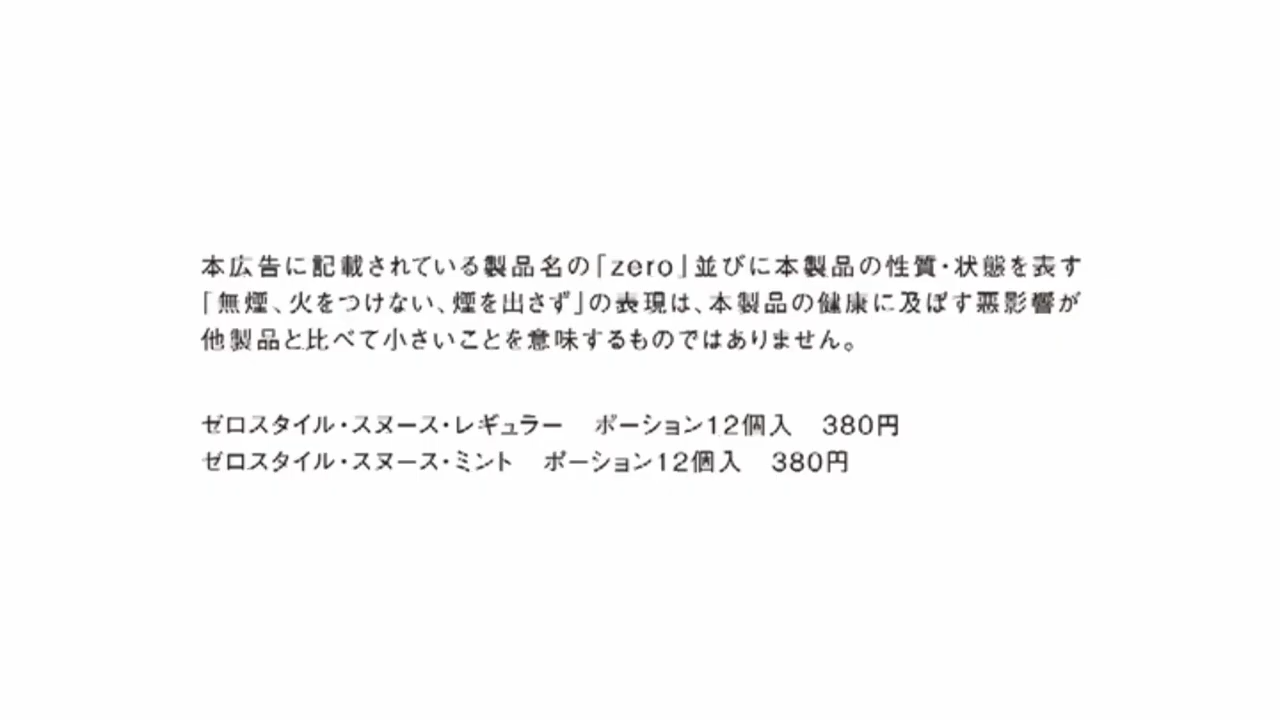 本広告に記載されている製品名の「zero」並びに本製品の性質・状態を表す
「無煙、火をつけない、煙を出さず」の表現は、本製品の健康に及ぼす悪影響が
他製品と比べて小さいことを意味するものではありません。
ゼロスタイル・スヌース・レギュラー　ポーション12個入　380円
ゼロスタイル・スヌース・ミント　ポーション12個入　380円